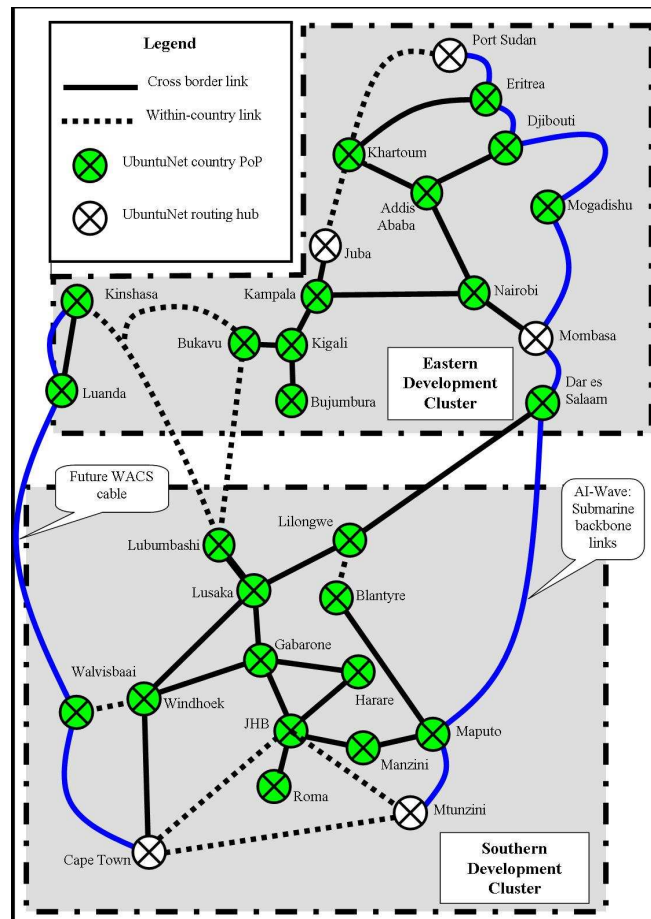 Legend
Cross border link
Within-country link
UbuntuNet country PoP
UbuntuNet routing hub
Port Sudan
Eritrea
Djibouti
Khartoum
Addis
Ababa
Mogadishu
Juba
Kinshasa
Kampala
Nairobi
Bukavu
Kigali
Mombasa
Luanda
Bujumbura
Eastern
Development
Cluster
Dar es
Salaam
Future WACS
cable
AI-Wave:
Submarine
backbone
links
Lubumbashi
Lilongwe
Lusaka
Blantyre
Gabarone
Walvisbaai
Windhoek
Harare
JHB
Maputo
Manzini
Roma
Mtunzini
Cape Town
Southern
Development
Cluster